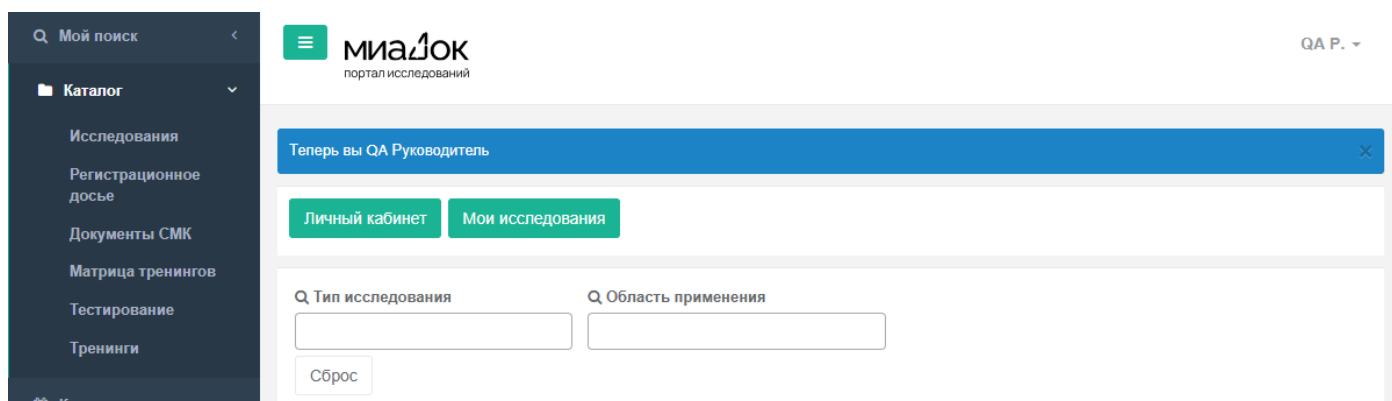 Мой поиск
Каталог
Исследования
Регистрационное
досье
Документы СМК
Матрица тренингов
Тестирование
Тренинги
миаДок
портал исследований
QA P.
Теперь вы QA Руководитель
Личный кабинет
Мои исследования
Тип исследования
Область применения
Сброс